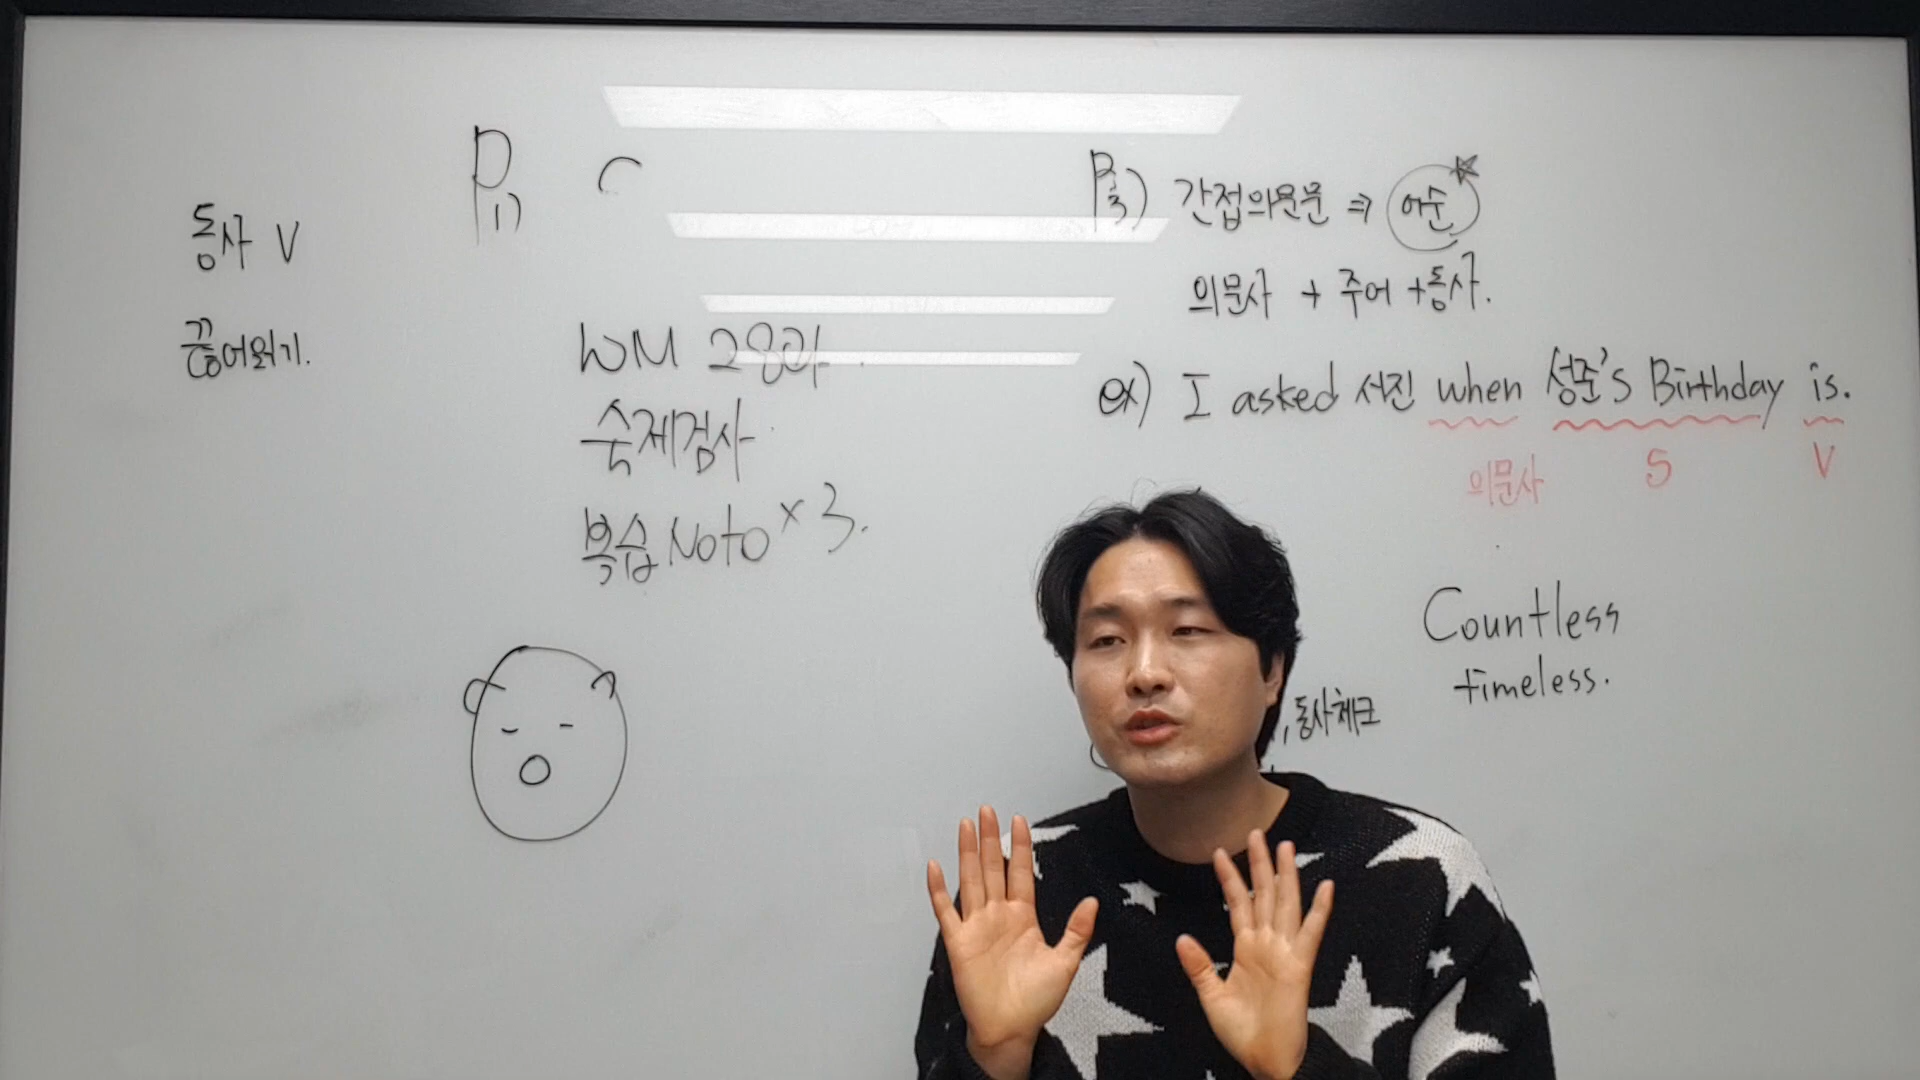 동사 V
끊어읽기.
P1)
WM 28과
숙제검사
복습 Note × 3.
P.3) 간접의문문 ⇒ 어순
의문사 + 주어 + 동사.
ex) I asked 서진 when 성준's Birthday is.
의문사 S V
Countless
timeless.
, 동사체크